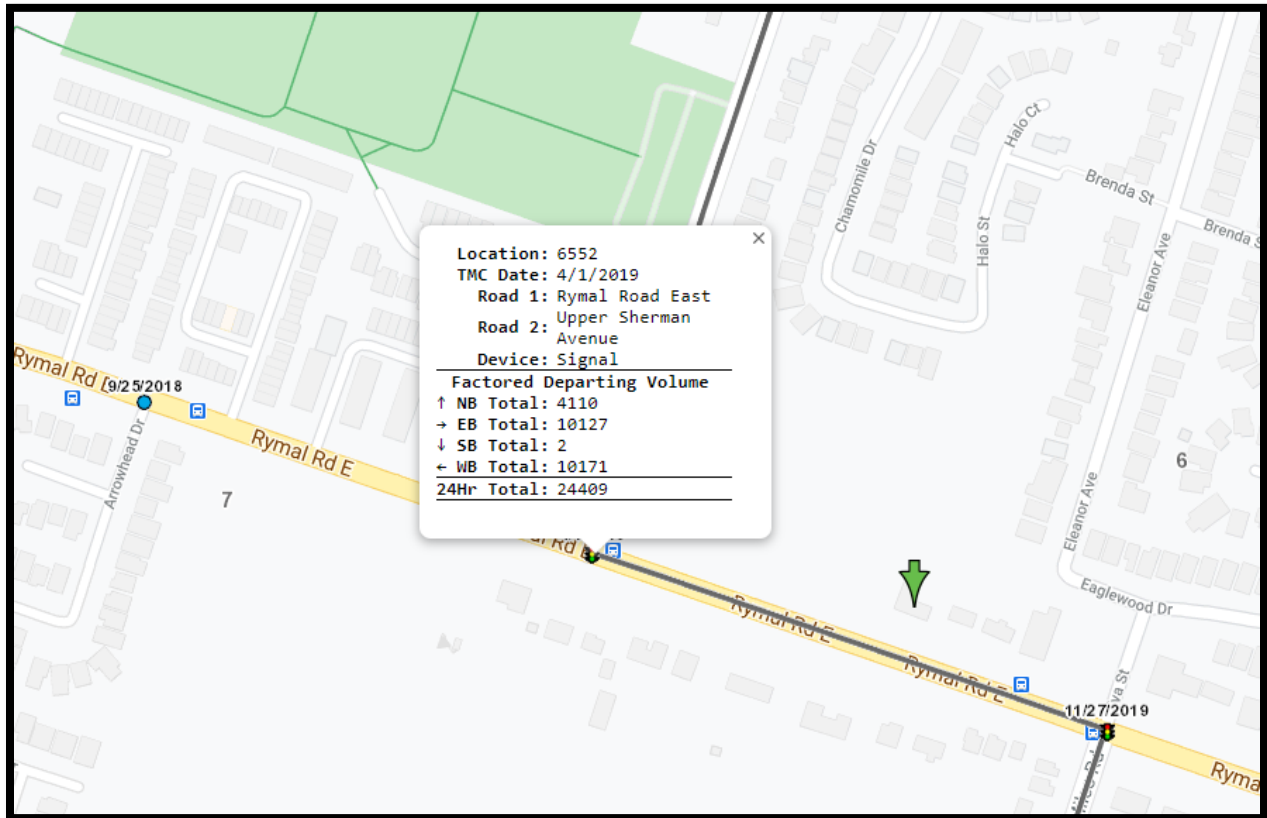 Halo Ct
Chamomile Dr
Brenda St
Halo St
Brenda
Eleanor Ave
×
Location: 6552
TMC Date: 4/1/2019
Road 1: Rymal Road East
Road 2: Upper Sherman
Avenue
Device: Signal
Factored Departing Volume
↑ NB Total: 4110
→ EB Total: 10127
↓ SB Total: 2
← WB Total: 10171
24Hr Total: 24409
Rymal Rd
9/25/2018
Rymal Rd E
Arrowhead Dr
7
6
Eleanor Ave
Rd
Eaglewood Dr
Rymal Rd E
Rymal Rd E
11/27/2019
St
Rymal